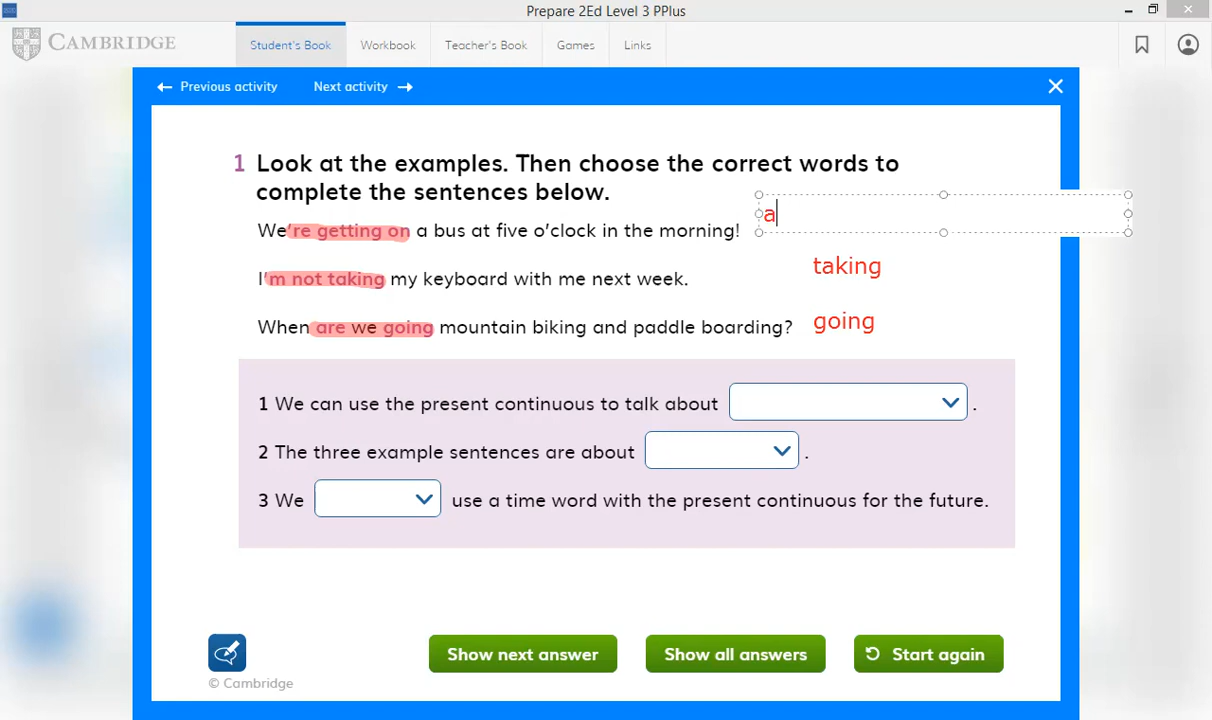 Prepare 2Ed Level 3 PPlus
CAMBRIDGE Student's Book Workbook Teacher's Book Games Links
Previous activity Next activity
1 Look at the examples. Then choose the correct words to
complete the sentences below.
a
We're getting on a bus at five o'clock in the morning!
taking
I'm not taking my keyboard with me next week.
When are we going mountain biking and paddle boarding? going
1 We can use the present continuous to talk about .
2 The three example sentences are about .
3 We use a time word with the present continuous for the future.
Show next answer Show all answers Start again
© Cambridge